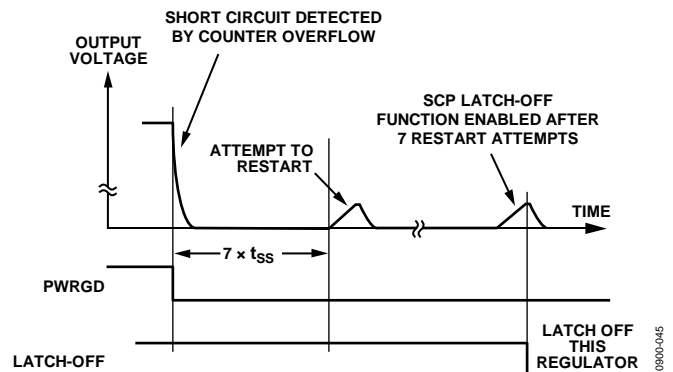 SHORT CIRCUIT DETECTED
BY COUNTER OVERFLOW
OUTPUT
VOLTAGE
SCP LATCH-OFF
FUNCTION ENABLED AFTER
7 RESTART ATTEMPTS
ATTEMPT TO
RESTART
TIME
7 × tSS
PWRGD
LATCH-OFF
LATCH OFF
THIS
REGULATOR
0900-045